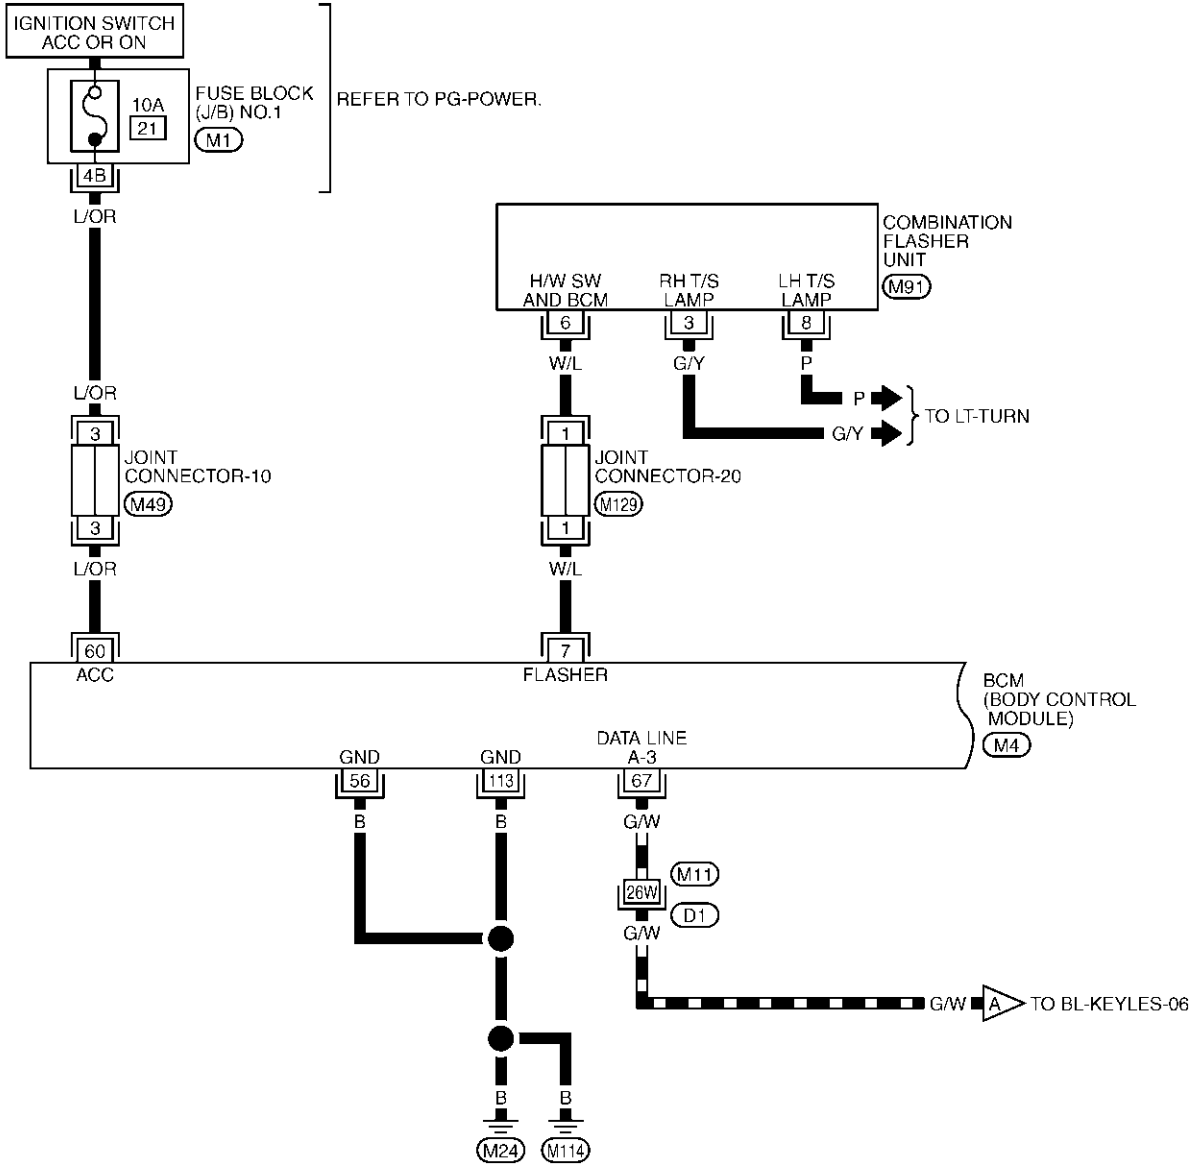 IGNITION SWITCH
ACC OR ON
10A
21
FUSE BLOCK
(J/B) NO.1
M1
REFER TO PG-POWER.
4B
L/OR
COMBINATION
FLASHER
UNIT
M91
H/W SW
AND BCM
RH T/S
LAMP
LH T/S
LAMP
6
3
8
W/L
G/Y
P
P
G/Y
TO LT-TURN
L/OR
3
JOINT
CONNECTOR-10
M49
3
L/OR
1
JOINT
CONNECTOR-20
M129
1
W/L
60
ACC
7
FLASHER
BCM
(BODY CONTROL
MODULE)
M4
GND
GND
DATA LINE
A-3
56
113
67
B
B
G/W
M11
26W
D1
G/W
G/W
A
TO BL-KEYLES-06
B
B
M24
M114